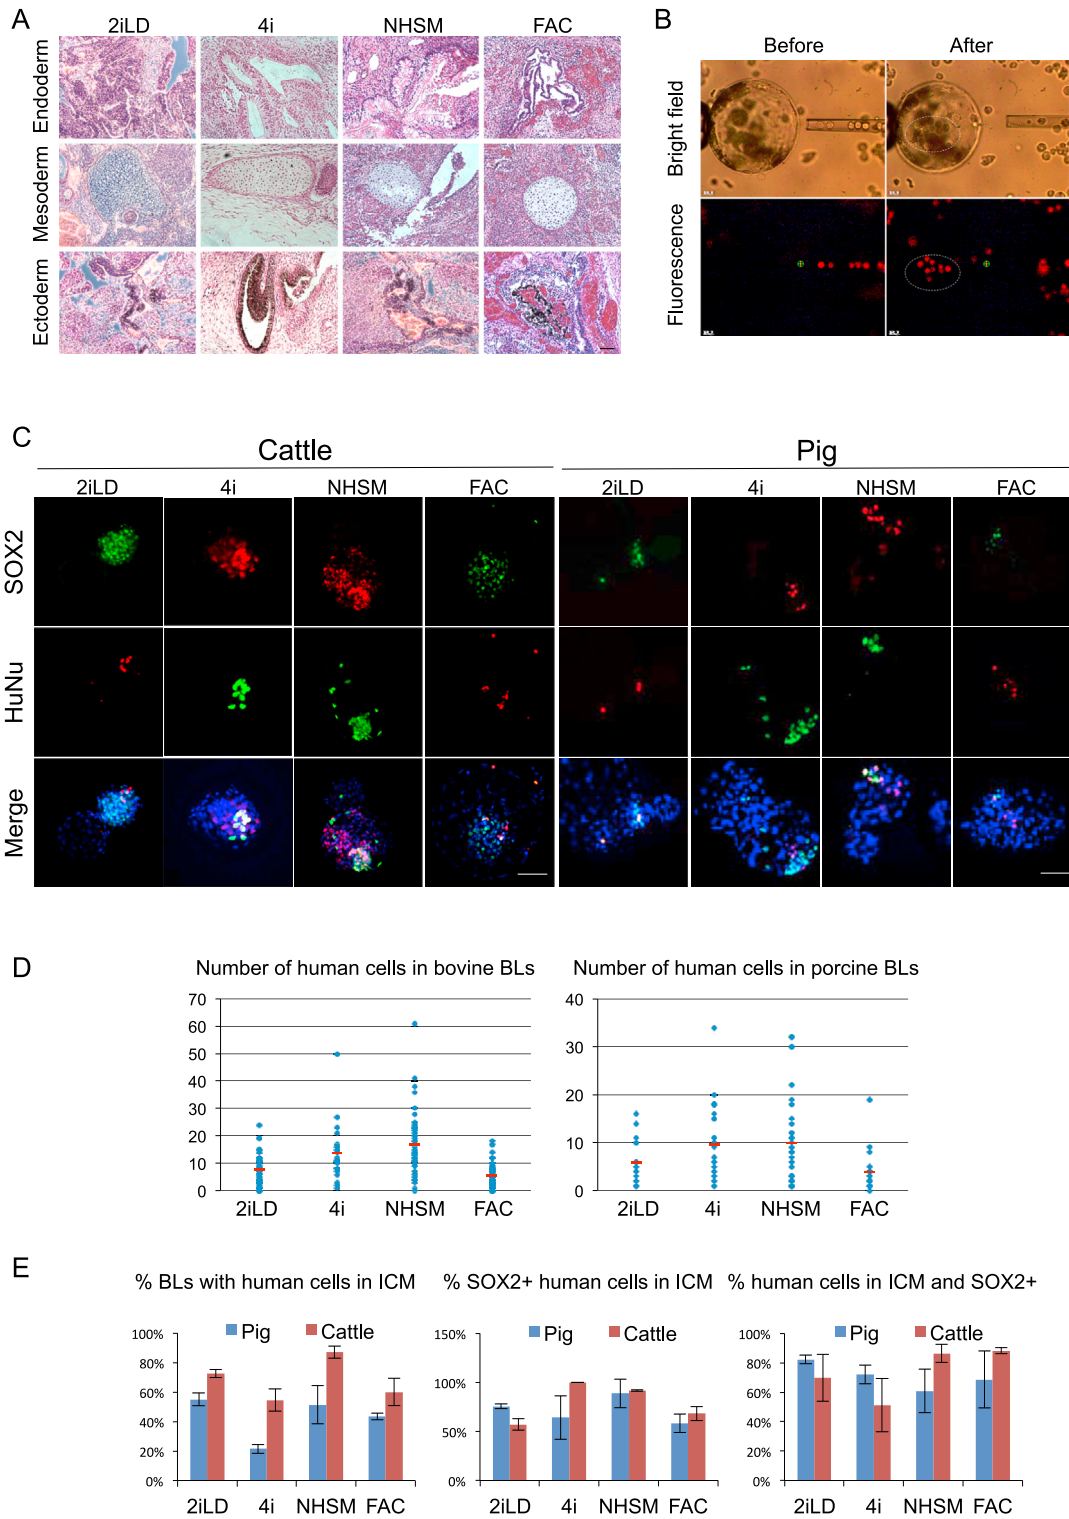 A
2iLD 4i NHSM FAC
Endoderm
Mesoderm
Ectoderm
B
Before After
Bright field
Fluorescence
C
Cattle Pig
2iLD 4i NHSM FAC 2iLD 4i NHSM FAC
SOX2
HuNu
Merge
D
Number of human cells in bovine BLs
70
60
50
40
30
20
10
0
2iLD 4i NHSM FAC
Number of human cells in porcine BLs
40
30
20
10
0
2iLD 4i NHSM FAC
E
% BLs with human cells in ICM
Pig Cattle
100%
80%
60%
40%
20%
0%
2iLD 4i NHSM FAC
% SOX2+ human cells in ICM
Pig Cattle
150%
100%
50%
0%
2iLD 4i NHSM FAC
% human cells in ICM and SOX2+
Pig Cattle
100%
80%
60%
40%
20%
0%
2iLD 4i NHSM FAC